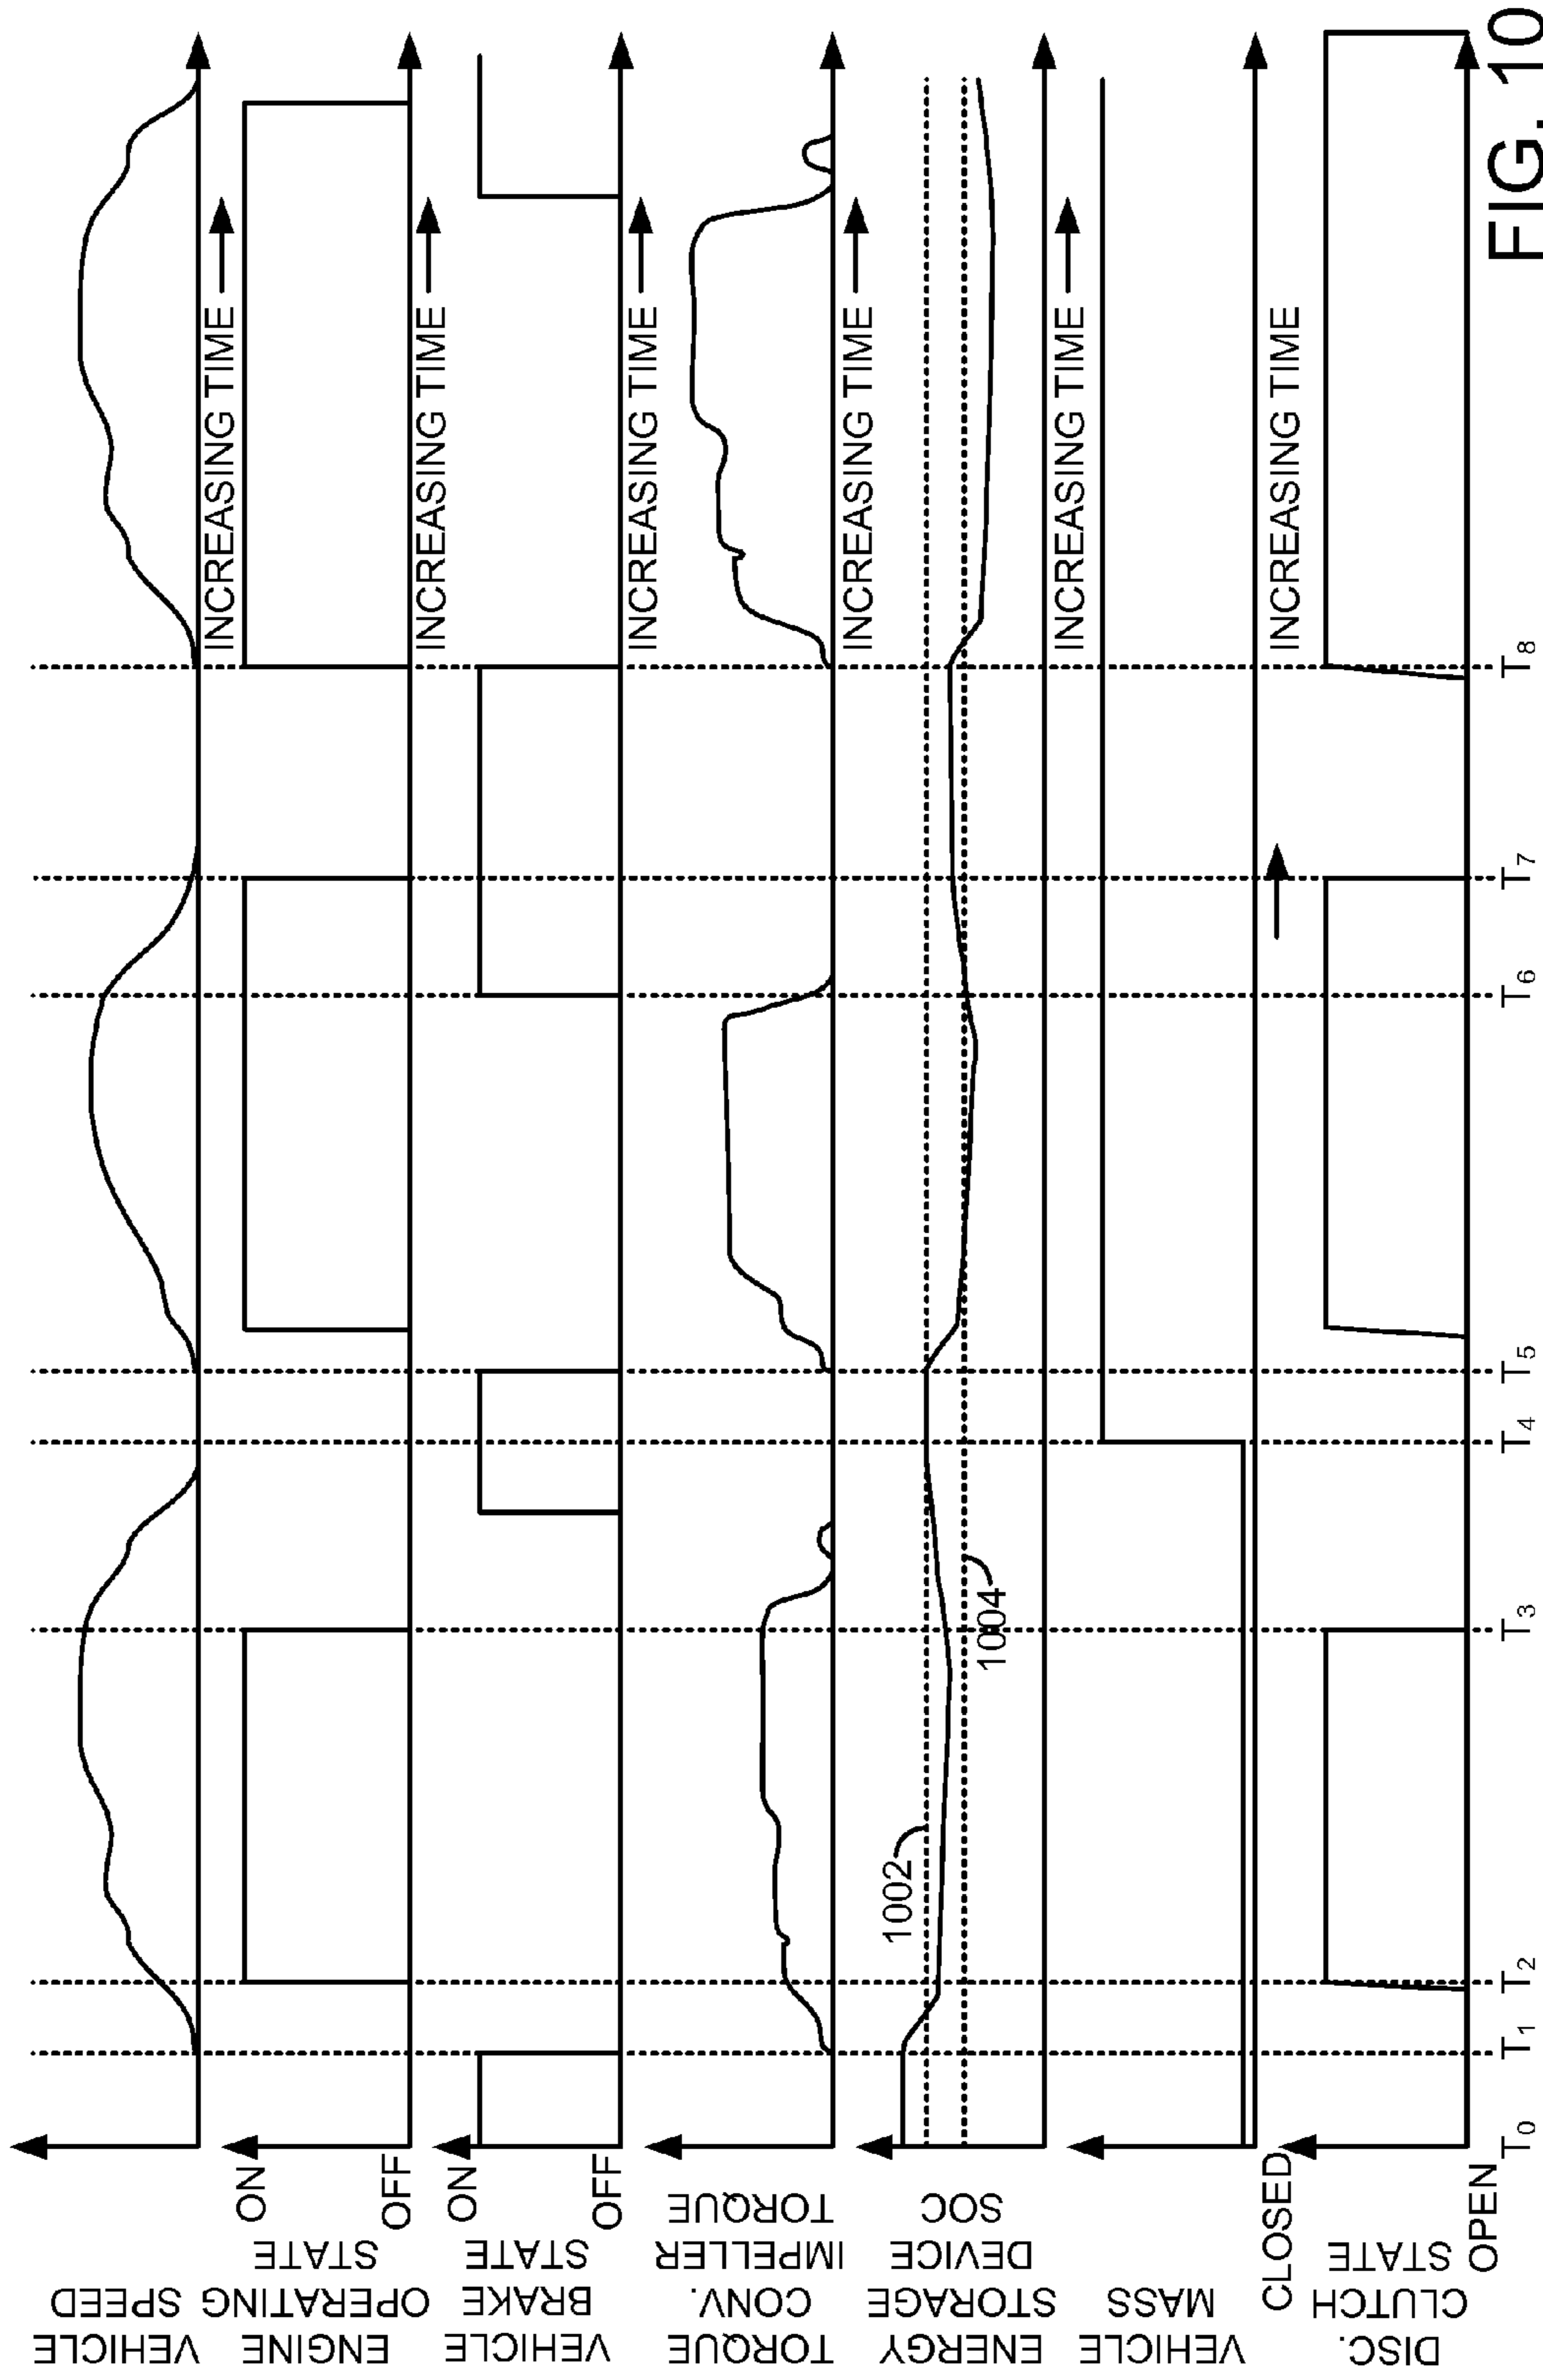 VEHICLE
SPEED
ENGINE
OPERATING
STATE
ON
OFF
INCREASING TIME
VEHICLE
BRAKE
STATE
ON
OFF
INCREASING TIME
TORQUE
CONV.
IMPELLER
TORQUE
INCREASING TIME
ENERGY
STORAGE
DEVICE
SOC
1002
1004
INCREASING TIME
VEHICLE
MASS
INCREASING TIME
DISC.
CLUTCH
STATE
CLOSED
OPEN
INCREASING TIME
T0 T1 T2 T3 T4 T5 T6 T7 T8
FIG. 10